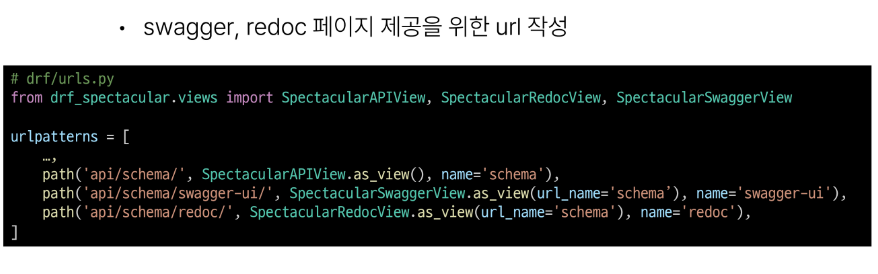 • swagger, redoc 페이지 제공을 위한 url 작성
# drf/urls.py
from drf_spectacular.views import SpectacularAPIView, SpectacularRedocView, SpectacularSwaggerView
urlpatterns = [
    …,
    path('api/schema/', SpectacularAPIView.as_view(), name='schema'),
    path('api/schema/swagger-ui/', SpectacularSwaggerView.as_view(url_name='schema’), name='swagger-ui'),
    path('api/schema/redoc/', SpectacularRedocView.as_view(url_name='schema'), name='redoc'),
]